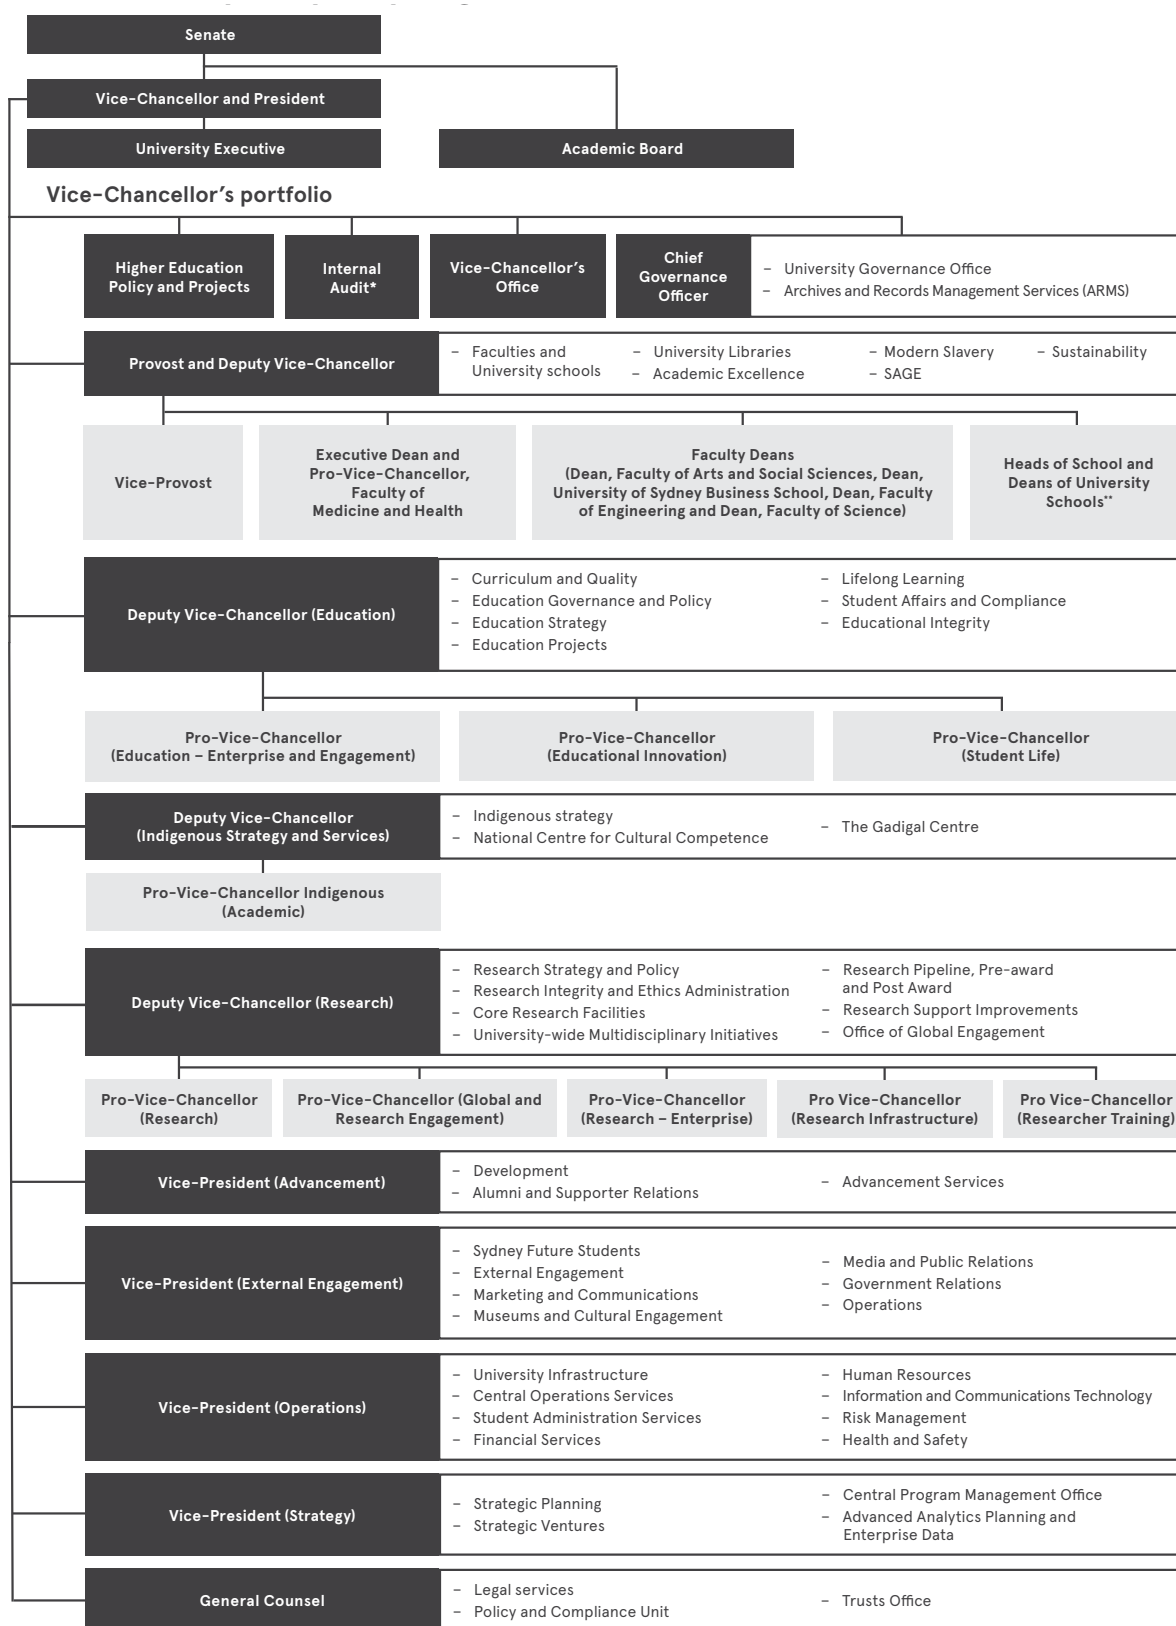 Senate
Vice-Chancellor and President
University Executive
Academic Board
Vice-Chancellor’s portfolio
Higher Education
Policy and Projects
Internal
Audit*
Vice-Chancellor’s
Office
Chief
Governance
Officer
– University Governance Office
– Archives and Records Management Services (ARMS)
Provost and Deputy Vice-Chancellor
– Faculties and
University schools
– University Libraries
– Academic Excellence
– Modern Slavery
– SAGE
– Sustainability
Vice-Provost
Executive Dean and
Pro-Vice-Chancellor,
Faculty of
Medicine and Health
Faculty Deans
(Dean, Faculty of Arts and Social Sciences, Dean,
University of Sydney Business School, Dean, Faculty
of Engineering and Dean, Faculty of Science)
Heads of School and
Deans of University
Schools**
Deputy Vice-Chancellor (Education)
– Curriculum and Quality
– Education Governance and Policy
– Education Strategy
– Education Projects
– Lifelong Learning
– Student Affairs and Compliance
– Educational Integrity
Pro-Vice-Chancellor
(Education – Enterprise and Engagement)
Pro-Vice-Chancellor
(Educational Innovation)
Pro-Vice-Chancellor
(Student Life)
Deputy Vice-Chancellor
(Indigenous Strategy and Services)
– Indigenous strategy
– National Centre for Cultural Competence
– The Gadigal Centre
Pro-Vice-Chancellor Indigenous
(Academic)
Deputy Vice-Chancellor (Research)
– Research Strategy and Policy
– Research Integrity and Ethics Administration
– Core Research Facilities
– University-wide Multidisciplinary Initiatives
– Research Pipeline, Pre-award
and Post Award
– Research Support Improvements
– Office of Global Engagement
Pro-Vice-Chancellor
(Research)
Pro-Vice-Chancellor (Global and
Research Engagement)
Pro-Vice-Chancellor
(Research – Enterprise)
Pro Vice-Chancellor
(Research Infrastructure)
Pro Vice-Chancellor
(Researcher Training)
Vice-President (Advancement)
– Development
– Alumni and Supporter Relations
– Advancement Services
Vice-President (External Engagement)
– Sydney Future Students
– External Engagement
– Marketing and Communications
– Museums and Cultural Engagement
– Media and Public Relations
– Government Relations
– Operations
Vice-President (Operations)
– University Infrastructure
– Central Operations Services
– Student Administration Services
– Financial Services
– Human Resources
– Information and Communications Technology
– Risk Management
– Health and Safety
Vice-President (Strategy)
– Strategic Planning
– Strategic Ventures
– Central Program Management Office
– Advanced Analytics Planning and
Enterprise Data
General Counsel
– Legal services
– Policy and Compliance Unit
– Trusts Office